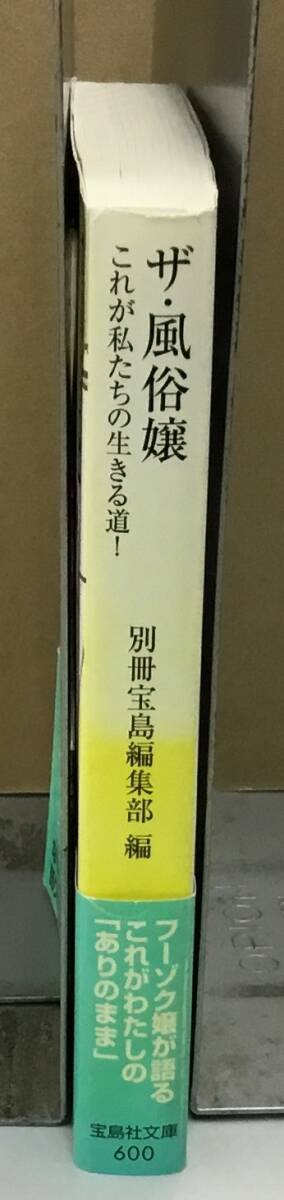 ザ・風俗嬢
これが私たちの生きる道！
別冊宝島編集部 編
フーゾク嬢が語る
これがわたしの
「ありのまま」
宝島社文庫
600
OPION